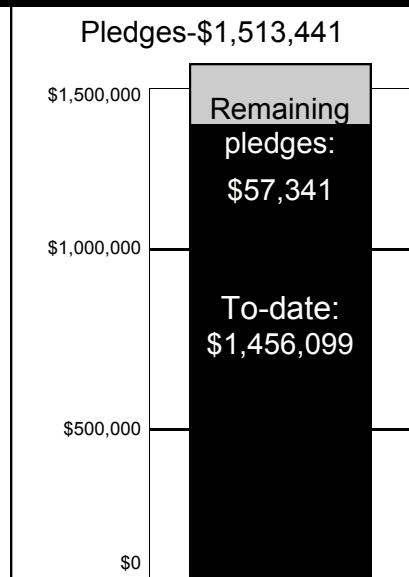 Pledges-$1,513,441
$1,500,000
Remaining
pledges:
$57,341
$1,000,000
To-date:
$1,456,099
$500,000
$0